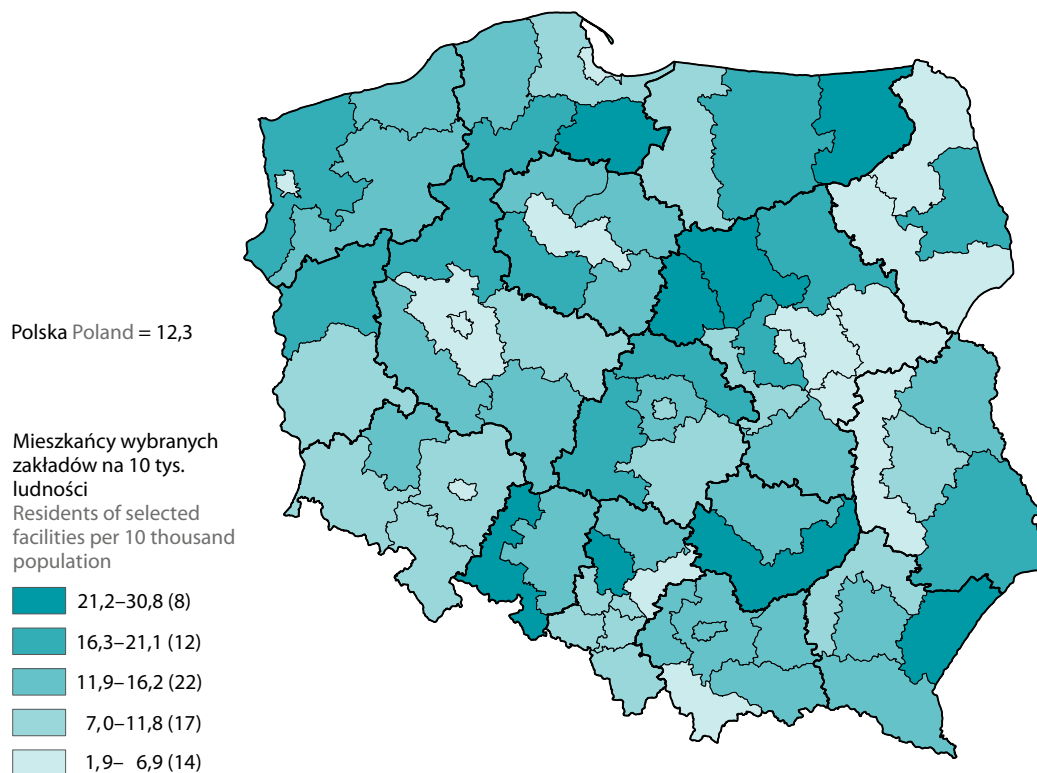 Polska Poland = 12,3
Mieszkańcy wybranych
zakładów na 10 tys.
ludności
Residents of selected
facilities per 10 thousand
population
21,2–30,8 (8)
16,3–21,1 (12)
11,9–16,2 (22)
7,0–11,8 (17)
1,9– 6,9 (14)